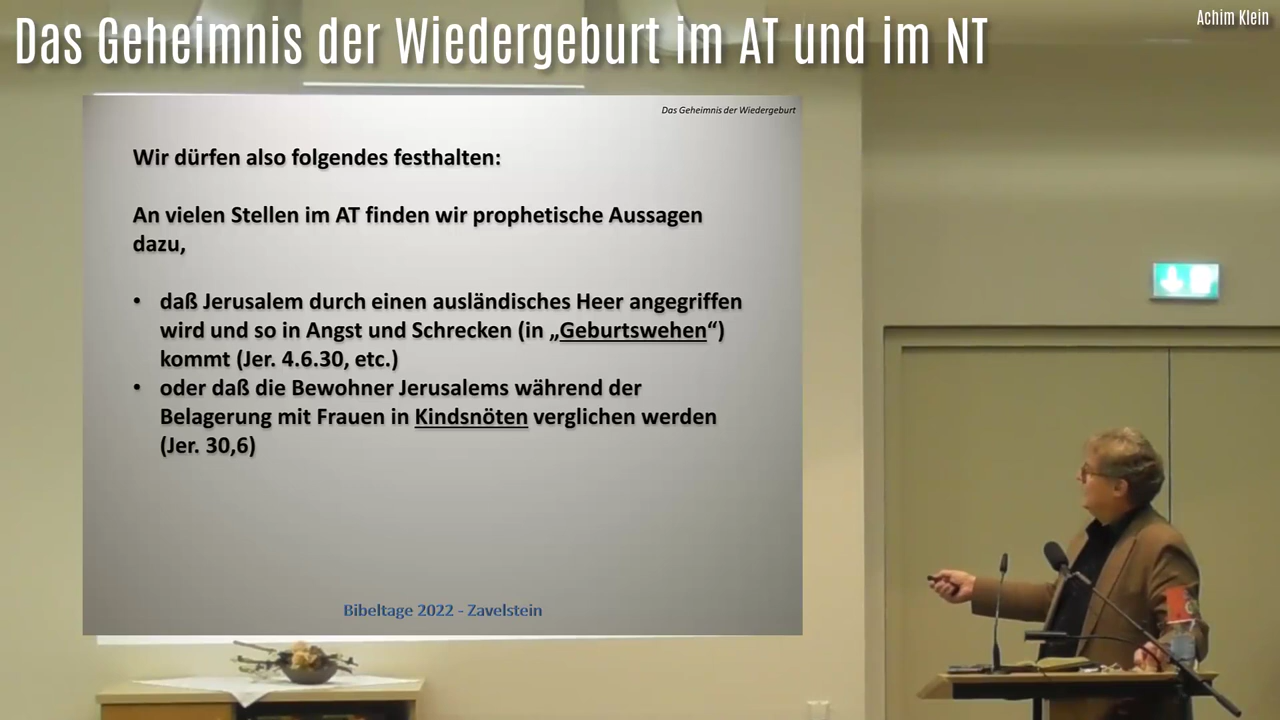 Das Geheimnis der Wiedergeburt im AT und im NT
Achim Klein
Das Geheimnis der Wiedergeburt
Wir dürfen also folgendes festhalten:
An vielen Stellen im AT finden wir prophetische Aussagen
dazu,
• daß Jerusalem durch einen ausländisches Heer angegriffen
wird und so in Angst und Schrecken (in „Geburtswehen“)
kommt (Jer. 4.6.30, etc.)
• oder daß die Bewohner Jerusalems während der
Belagerung mit Frauen in Kindsnöten verglichen werden
(Jer. 30,6)
Bibeltage 2022 - Zavelstein